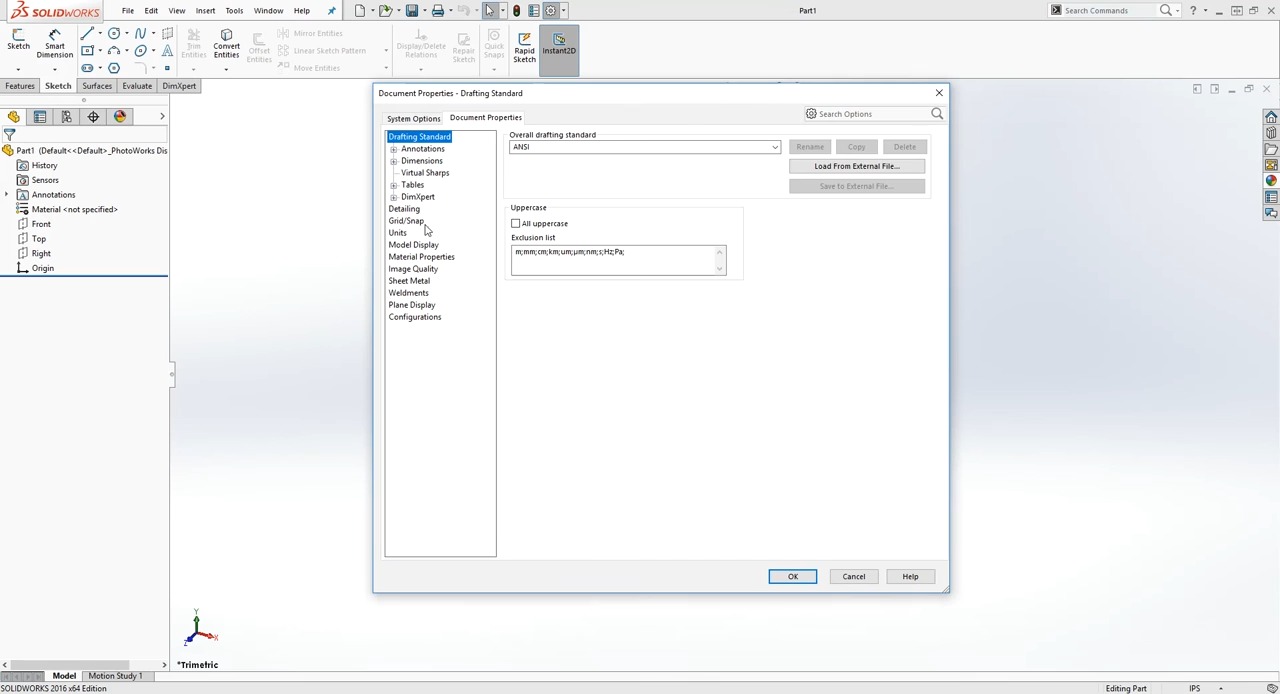 SOLIDWORKS File Edit View Insert Tools Window Help Part1 Search Commands ?
Sketch Smart Dimension Trim Entities Convert Entities Offset Entities Mirror Entities Linear Sketch Pattern Move Entities Display/Delete Relations Repair Sketch Quick Snaps Rapid Sketch Instant2D
Features Sketch Surfaces Evaluate DimXpert
Part1 (Default<<Default>_PhotoWorks Dis
History
Sensors
Annotations
Material <not specified>
Front
Top
Right
Origin
Document Properties - Drafting Standard
System Options Document Properties Search Options
Drafting Standard
Annotations
Dimensions
Virtual Sharps
Tables
DimXpert
Detailing
Grid/Snap
Units
Model Display
Material Properties
Image Quality
Sheet Metal
Weldments
Plane Display
Configurations
Overall drafting standard
ANSI Rename Copy Delete
Load From External File...
Save to External File...
Uppercase
All uppercase
Exclusion list
m;mm;cm;km;um;µm;nm;s;Hz;Pa;
OK Cancel Help
Y
X
Z
*Trimetric
Model Motion Study 1
SOLIDWORKS 2016 x64 Edition Editing Part IPS